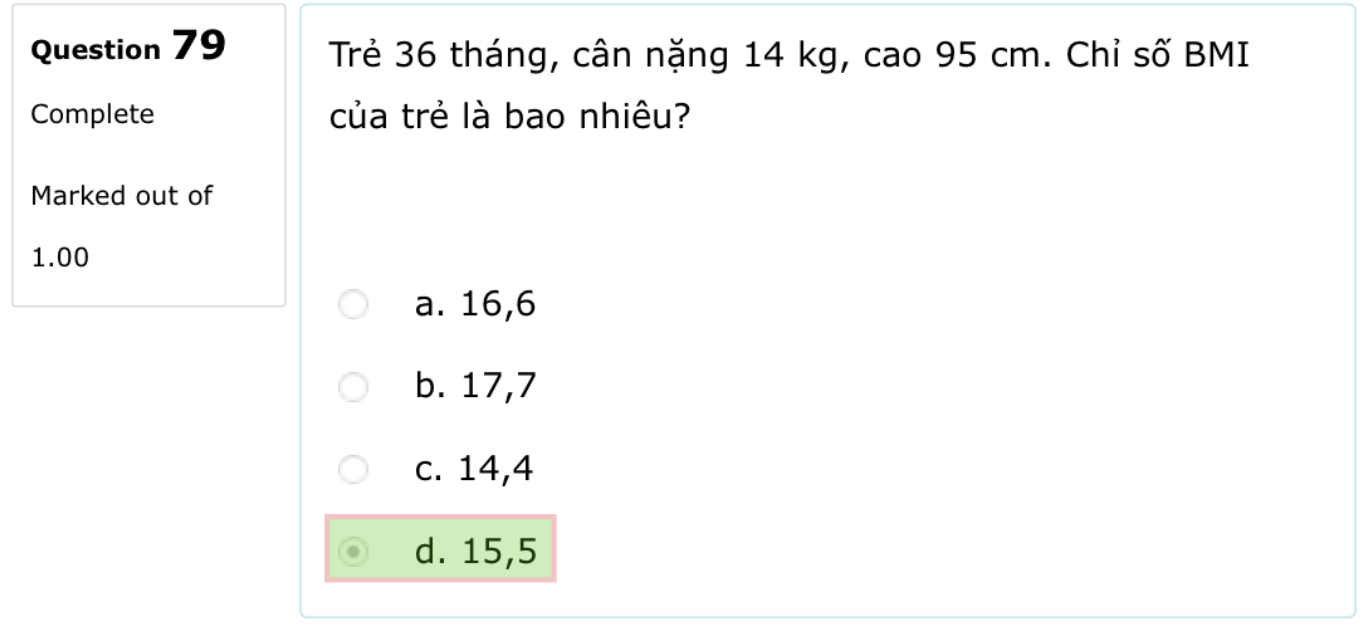 Question 79
Complete
Marked out of
1.00
Trẻ 36 tháng, cân nặng 14 kg, cao 95 cm. Chỉ số BMI
của trẻ là bao nhiêu?
a. 16,6
b. 17,7
c. 14,4
d. 15,5